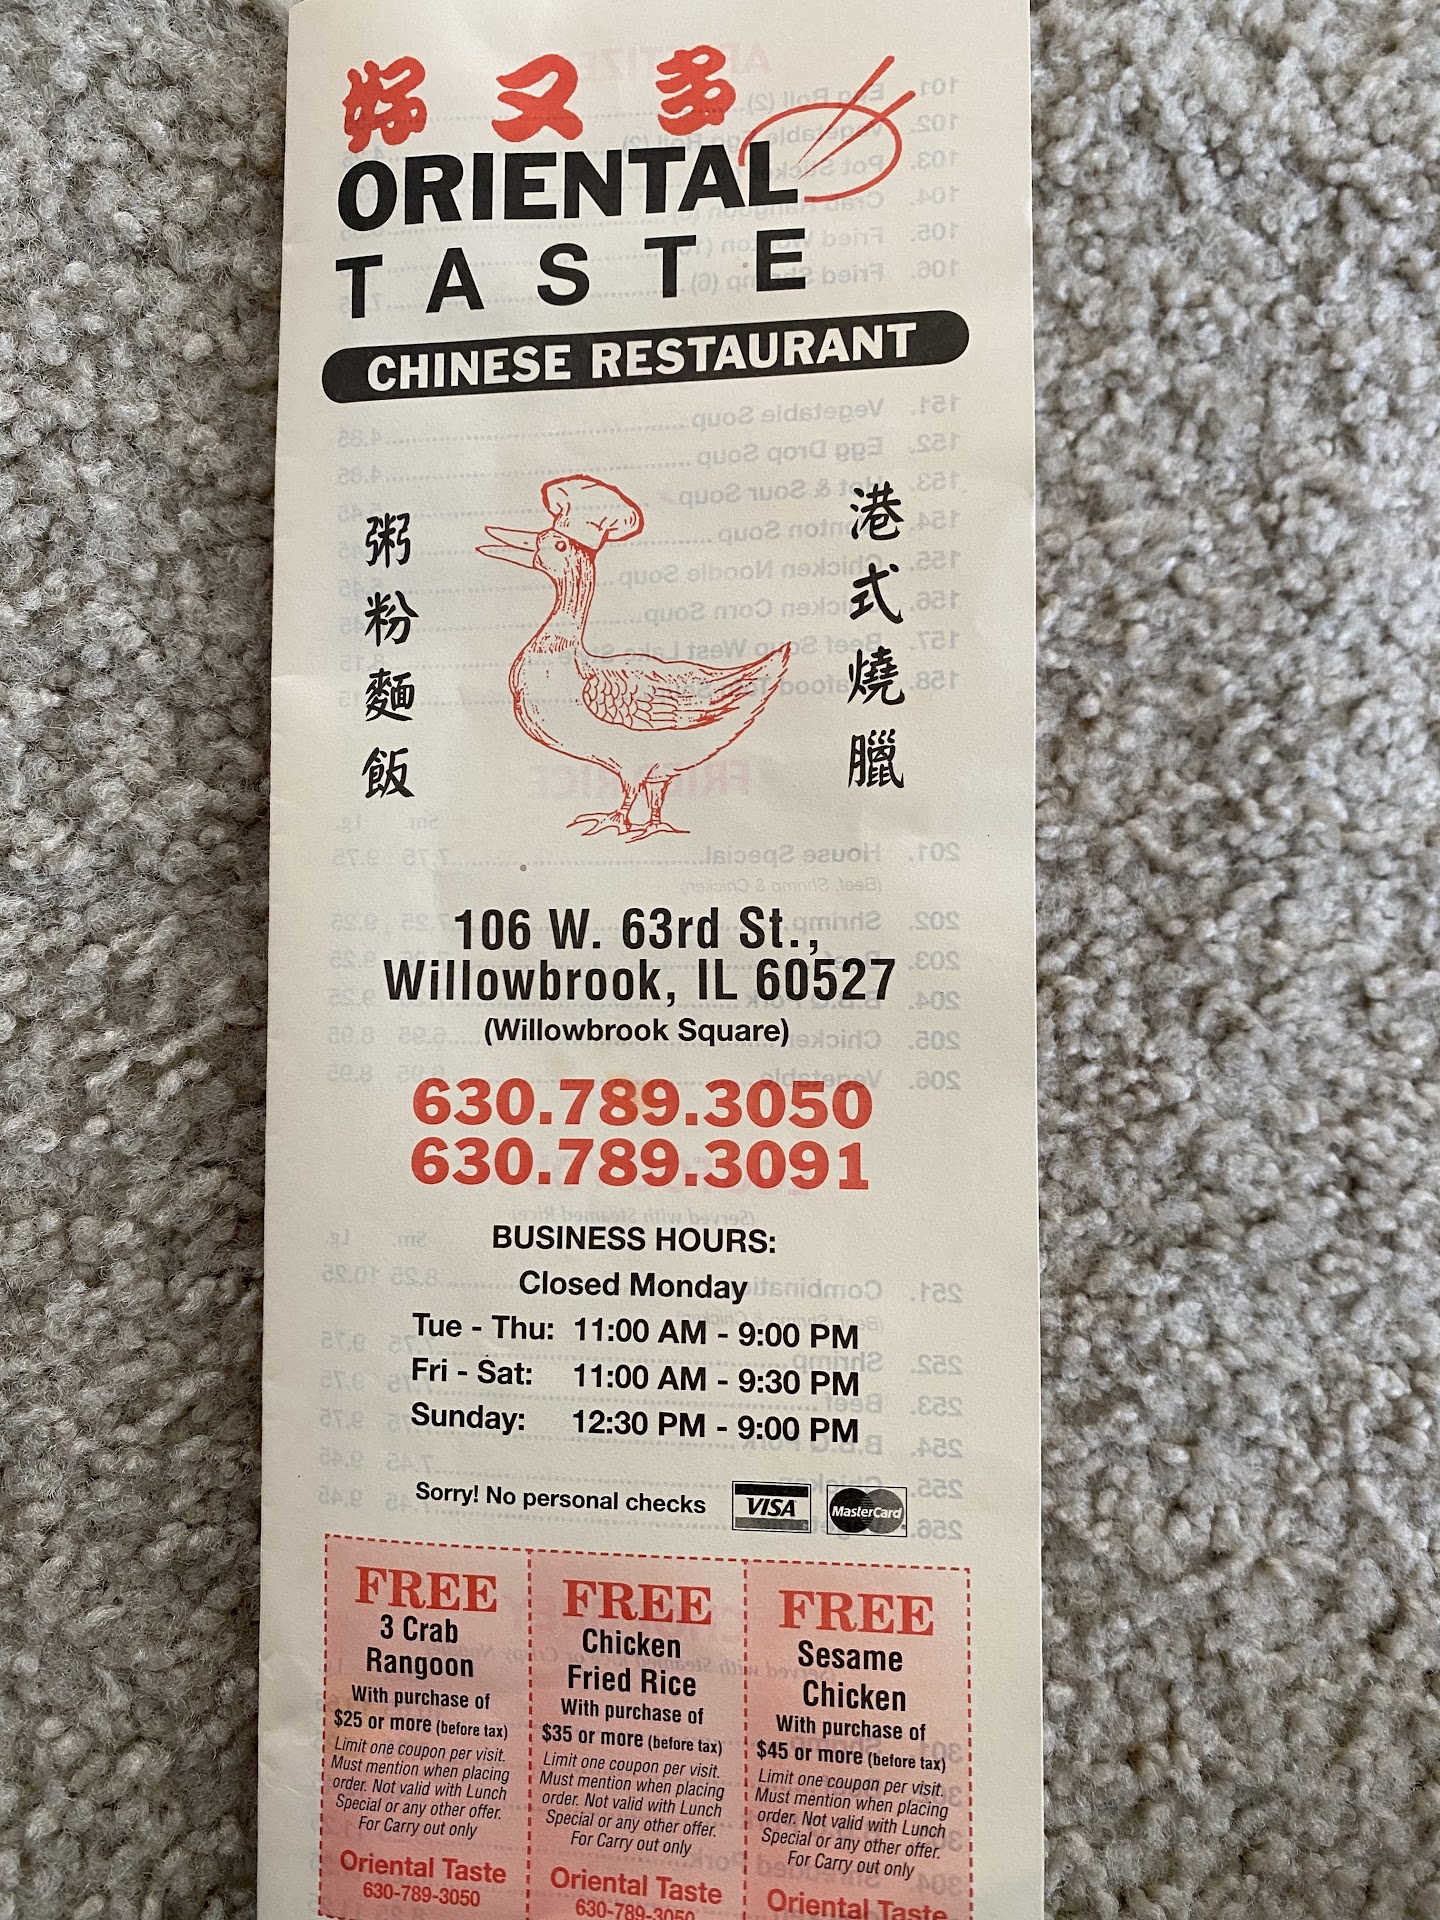 好又多
ORIENTAL
TASTE
CHINESE RESTAURANT
粥粉麵飯
港式燒臘
106 W. 63rd St.,
Willowbrook, IL 60527
(Willowbrook Square)
630.789.3050
630.789.3091
BUSINESS HOURS:
Closed Monday
Tue - Thu: 11:00 AM - 9:00 PM
Fri - Sat: 11:00 AM - 9:30 PM
Sunday: 12:30 PM - 9:00 PM
Sorry! No personal checks VISA MasterCard
FREE
3 Crab
Rangoon
With purchase of
$25 or more (before tax)
Limit one coupon per visit.
Must mention when placing
order. Not valid with Lunch
Special or any other offer.
For Carry out only
Oriental Taste
630-789-3050
FREE
Chicken
Fried Rice
With purchase of
$35 or more (before tax)
Limit one coupon per visit.
Must mention when placing
order. Not valid with Lunch
Special or any other offer.
For Carry out only
Oriental Taste
630-789-3050
FREE
Sesame
Chicken
With purchase of
$45 or more (before tax)
Limit one coupon per visit.
Must mention when placing
order. Not valid with Lunch
Special or any other offer.
For Carry out only
Oriental Taste